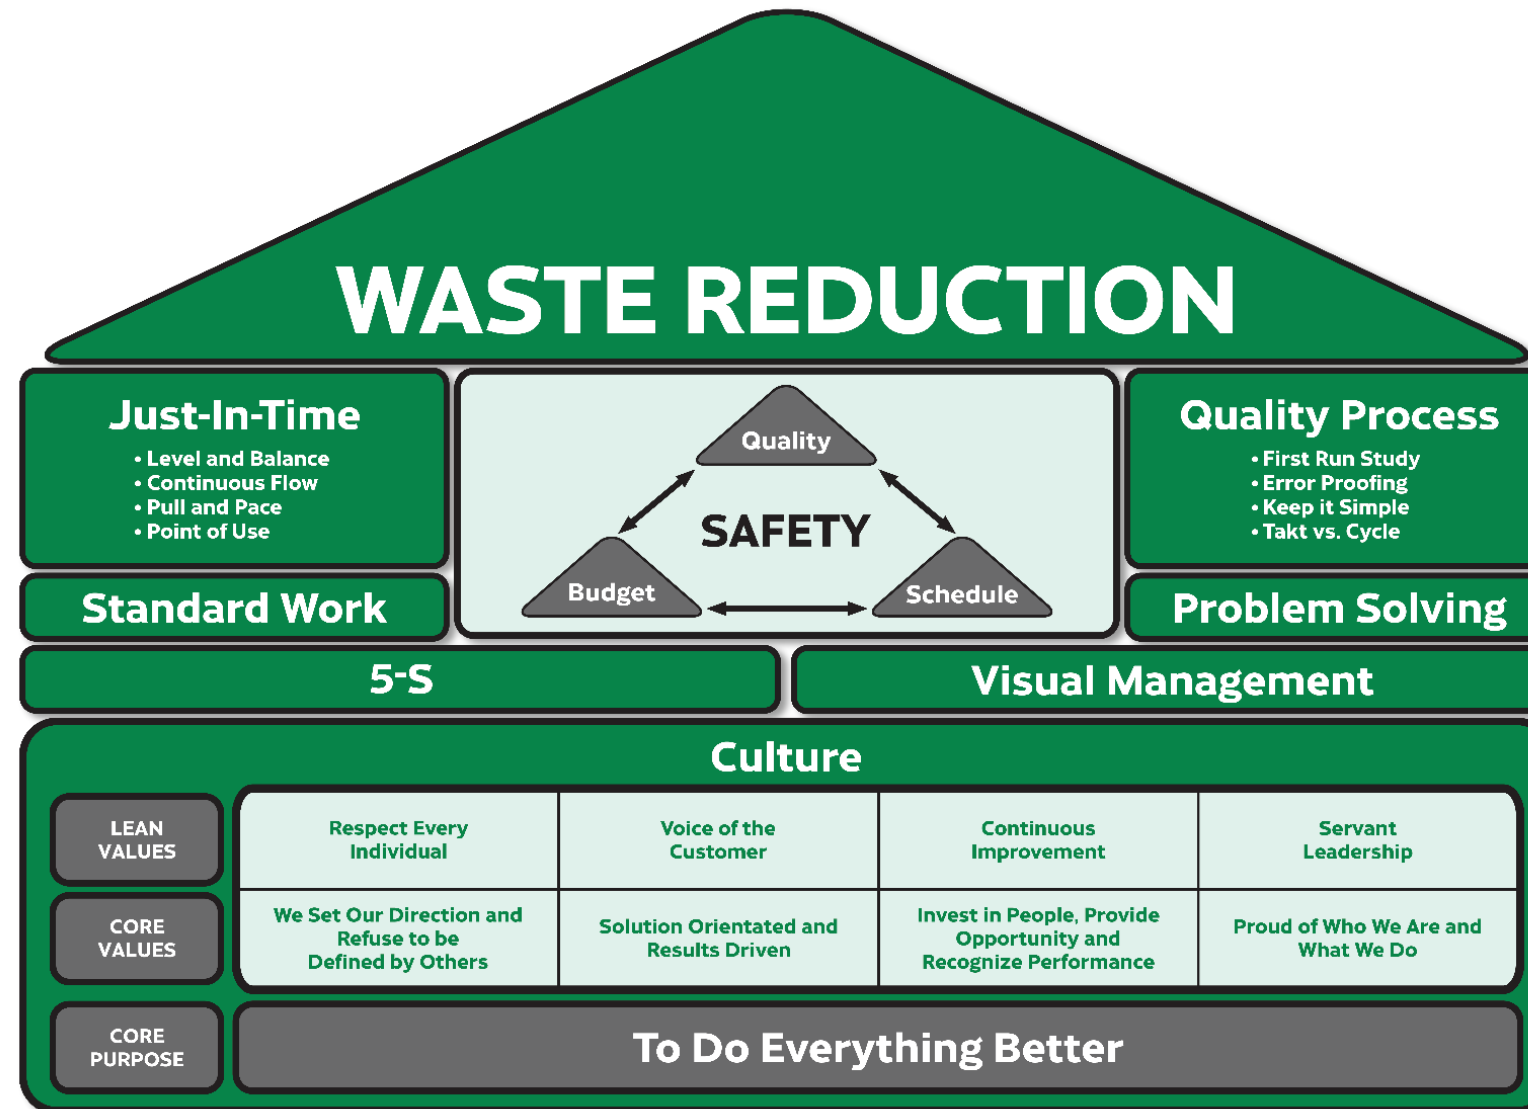 WASTE REDUCTION
Just-In-Time
• Level and Balance
• Continuous Flow
• Pull and Pace
• Point of Use
Quality
SAFETY
Budget
Schedule
Quality Process
• First Run Study
• Error Proofing
• Keep it Simple
• Takt vs. Cycle
Standard Work
Problem Solving
5-S
Visual Management
Culture
LEAN
VALUES
Respect Every
Individual
Voice of the
Customer
Continuous
Improvement
Servant
Leadership
CORE
VALUES
We Set Our Direction and
Refuse to be
Defined by Others
Solution Orientated and
Results Driven
Invest in People, Provide
Opportunity and
Recognize Performance
Proud of Who We Are and
What We Do
CORE
PURPOSE
To Do Everything Better